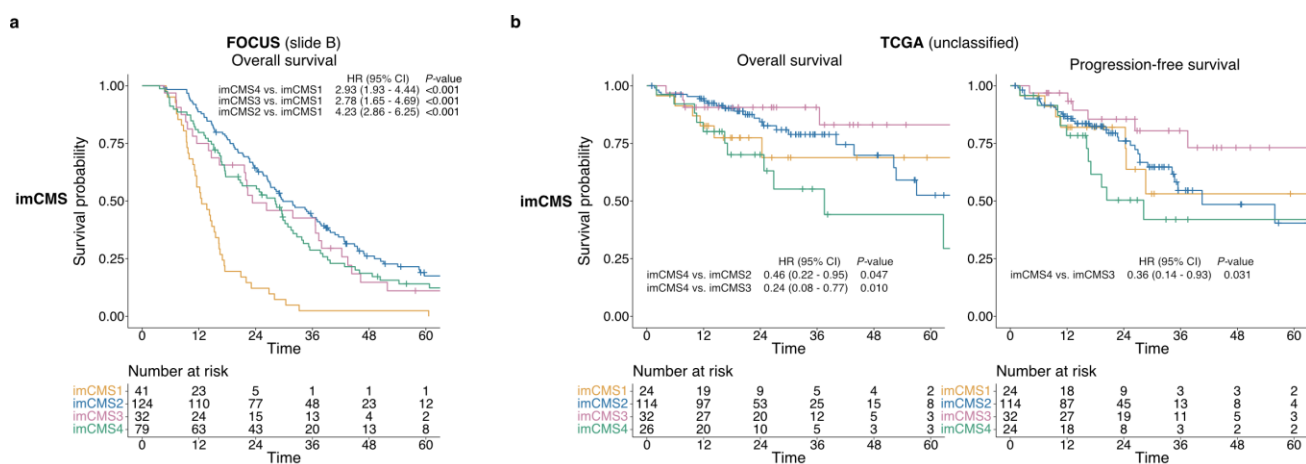 a
FOCUS (slide B)
Overall survival
HR (95% CI) P-value
imCMS4 vs. imCMS1 2.93 (1.93 - 4.44) <0.001
imCMS3 vs. imCMS1 2.78 (1.65 - 4.69) <0.001
imCMS2 vs. imCMS1 4.23 (2.86 - 6.25) <0.001
imCMS
Survival probability
1.00
0.75
0.50
0.25
0.00
0 12 24 36 48 60
Time
Number at risk
imCMS1 41 23 5 1 1 1
imCMS2 124 110 77 48 23 12
imCMS3 32 24 15 13 4 2
imCMS4 79 63 43 20 13 8
0 12 24 36 48 60
Time
b
TCGA (unclassified)
Overall survival
imCMS
Survival probability
1.00
0.75
0.50
0.25
0.00
HR (95% CI) P-value
imCMS4 vs. imCMS2 0.46 (0.22 - 0.95) 0.047
imCMS4 vs. imCMS3 0.24 (0.08 - 0.77) 0.010
0 12 24 36 48 60
Time
Number at risk
imCMS1 24 19 9 5 4 2
imCMS2 114 97 53 25 15 8
imCMS3 32 27 20 12 5 3
imCMS4 26 20 10 5 3 3
0 12 24 36 48 60
Time
Progression-free survival
Survival probability
1.00
0.75
0.50
0.25
0.00
HR (95% CI) P-value
imCMS4 vs. imCMS3 0.36 (0.14 - 0.93) 0.031
0 12 24 36 48 60
Time
Number at risk
imCMS1 24 18 9 3 3 2
imCMS2 114 87 45 13 8 4
imCMS3 32 27 19 11 5 3
imCMS4 24 18 8 3 2 2
0 12 24 36 48 60
Time